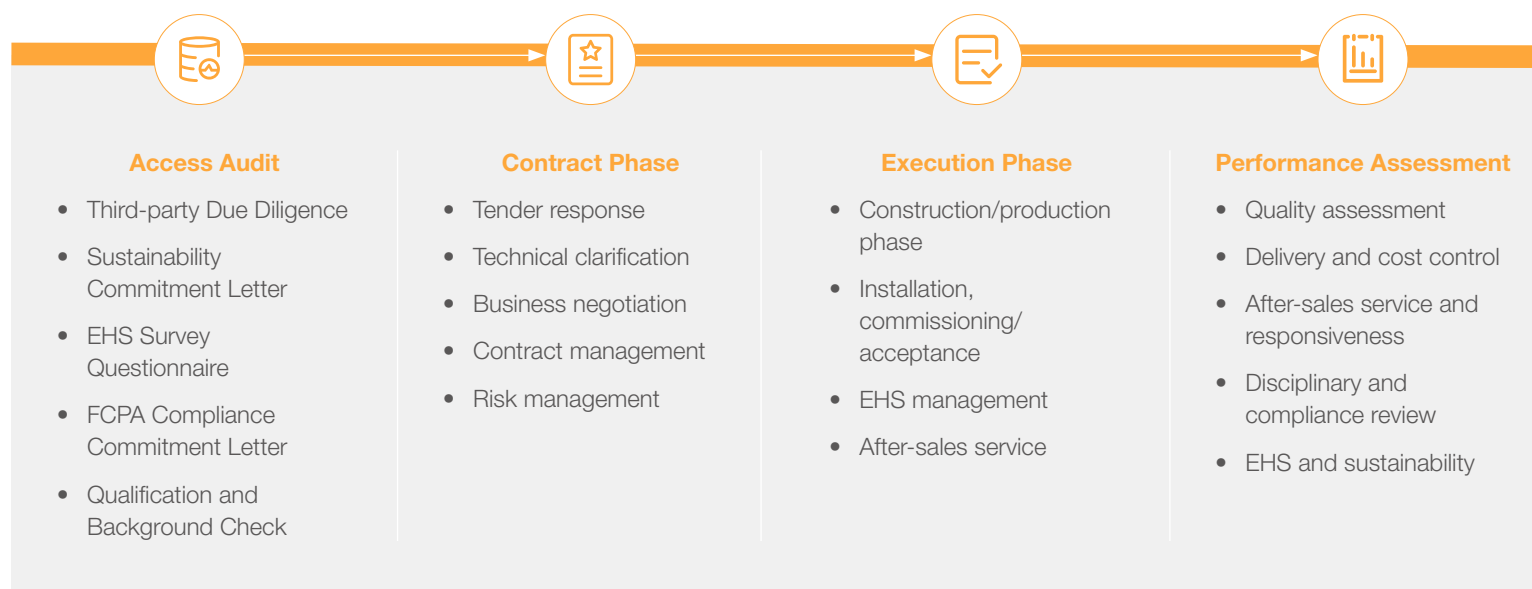 Access Audit
• Third-party Due Diligence
• Sustainability
Commitment Letter
• EHS Survey
Questionnaire
• FCPA Compliance
Commitment Letter
• Qualification and
Background Check
Contract Phase
• Tender response
• Technical clarification
• Business negotiation
• Contract management
• Risk management
Execution Phase
• Construction/production
phase
• Installation,
commissioning/
acceptance
• EHS management
• After-sales service
Performance Assessment
• Quality assessment
• Delivery and cost control
• After-sales service and
responsiveness
• Disciplinary and
compliance review
• EHS and sustainability